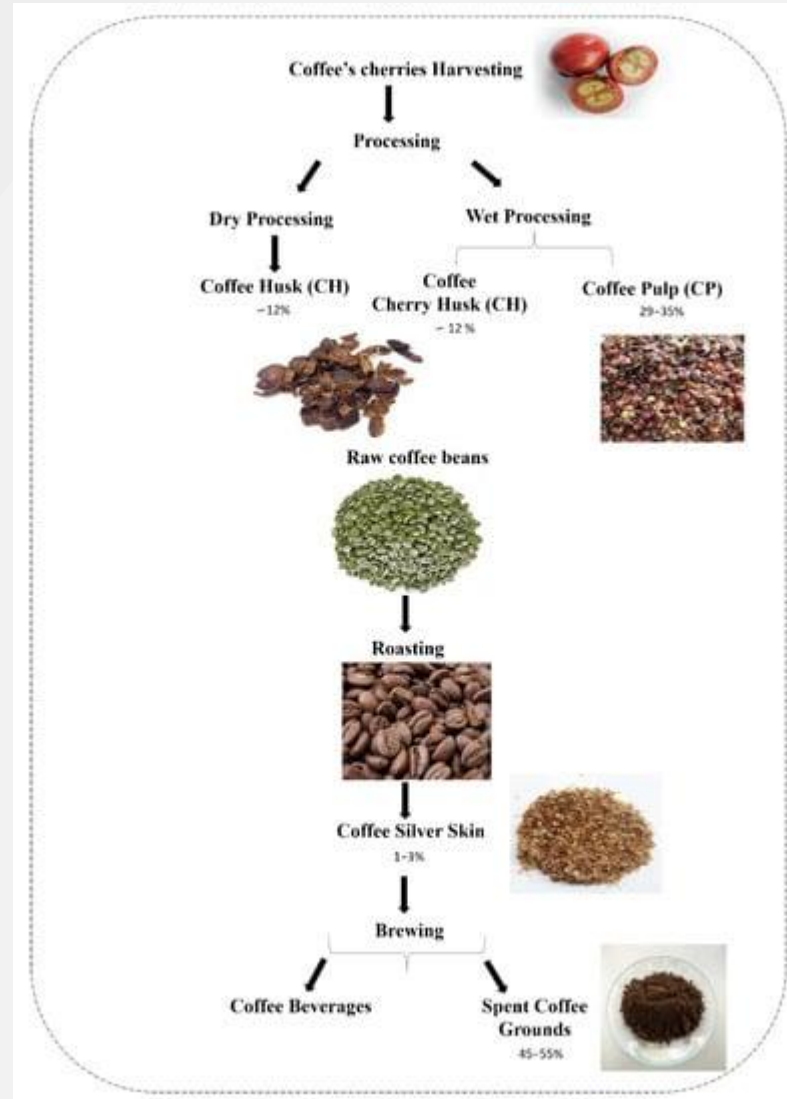 Coffee's cherries Harvesting
Processing
Dry Processing
Wet Processing
Coffee Husk (CH)
~12%
Coffee
Cherry Husk (CH)
~ 12 %
Coffee Pulp (CP)
29-35%
Raw coffee beans
Roasting
Coffee Silver Skin
1-3%
Brewing
Coffee Beverages
Spent Coffee
Grounds
45-55%